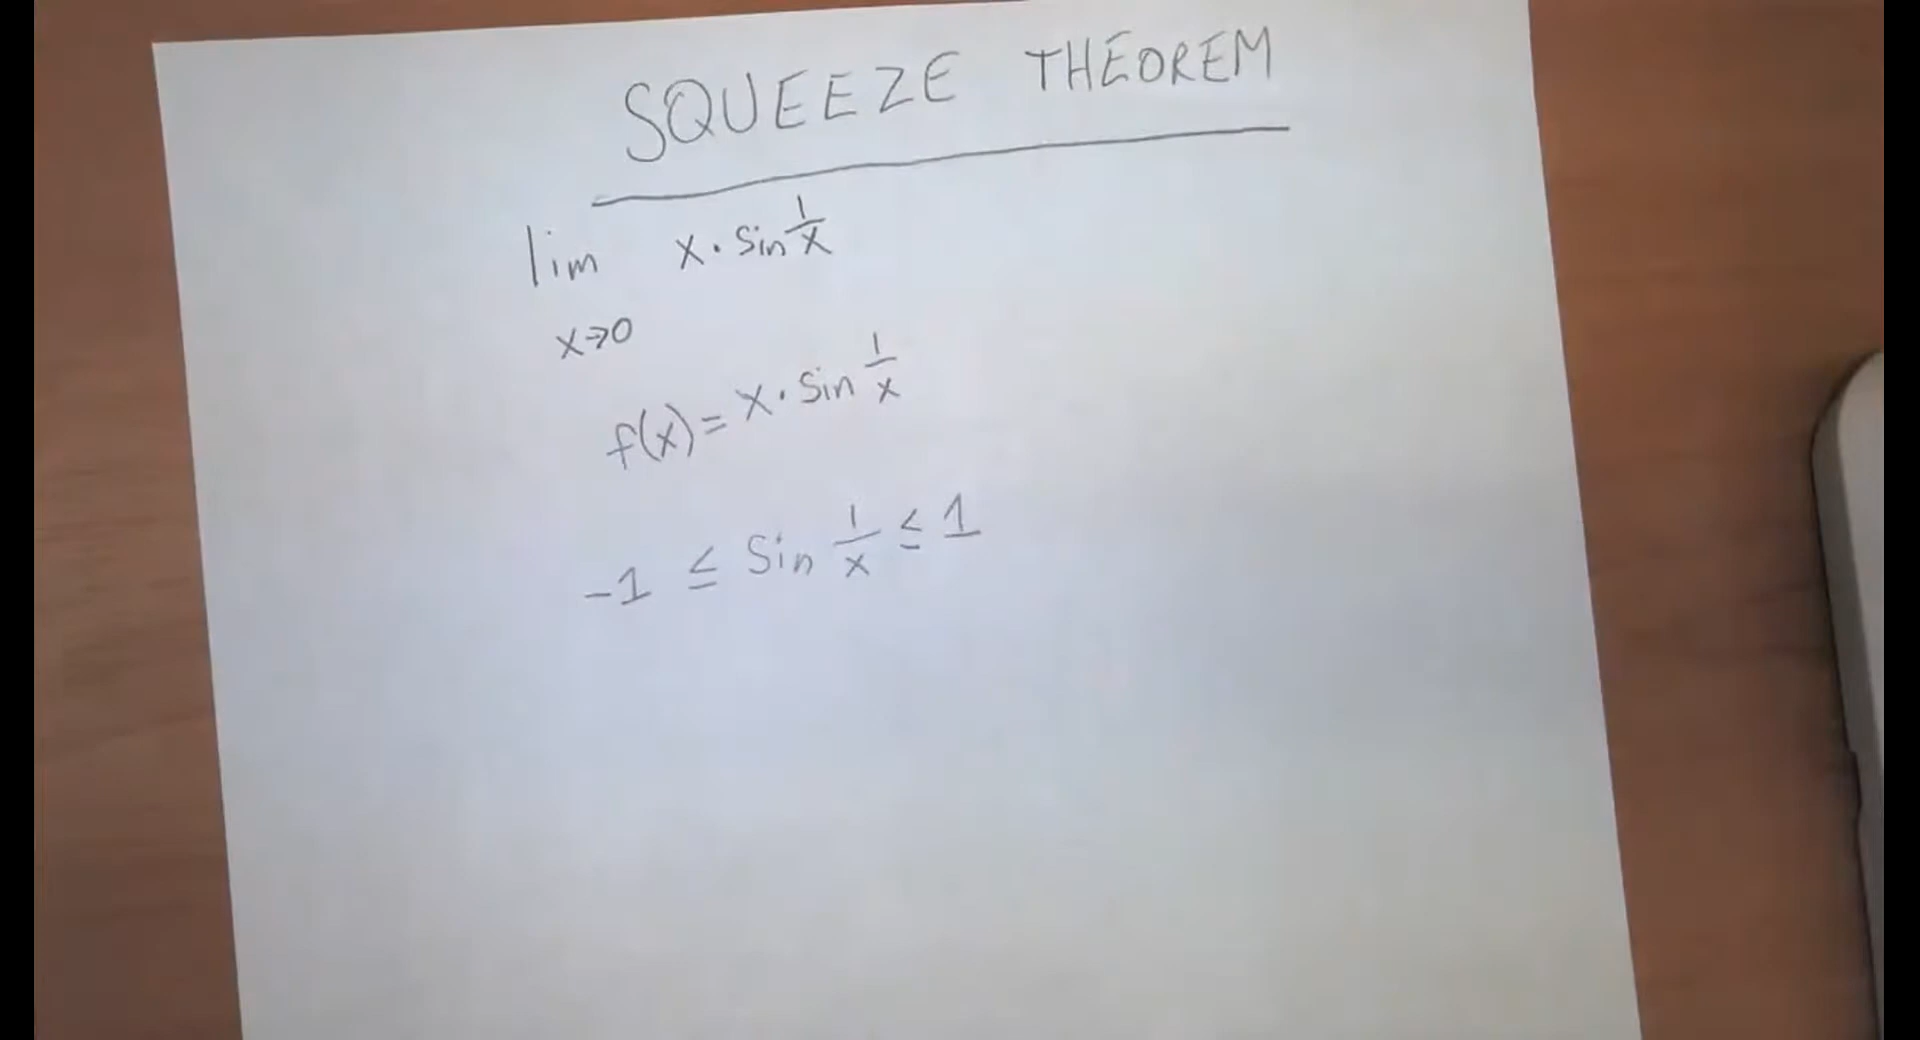 SQUEEZE THEOREM
lim x · sin 1/x
x→0
f(x) = x · sin 1/x
-1 ≤ sin 1/x ≤ 1